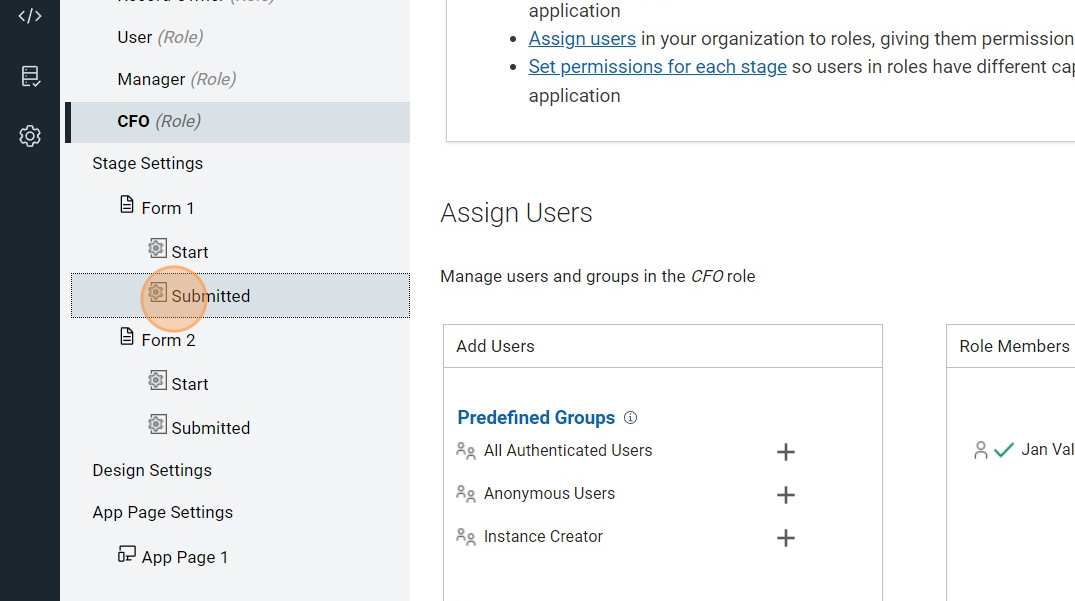 Record Owner (Role)
User (Role)
Manager (Role)
CFO (Role)
Stage Settings
Form 1
Start
Submitted
Form 2
Start
Submitted
Design Settings
App Page Settings
App Page 1
application
Assign users in your organization to roles, giving them permission
Set permissions for each stage so users in roles have different
application
Assign Users
Manage users and groups in the CFO role
Add Users
Predefined Groups
All Authenticated Users
Anonymous Users
Instance Creator
Role Members
Jan